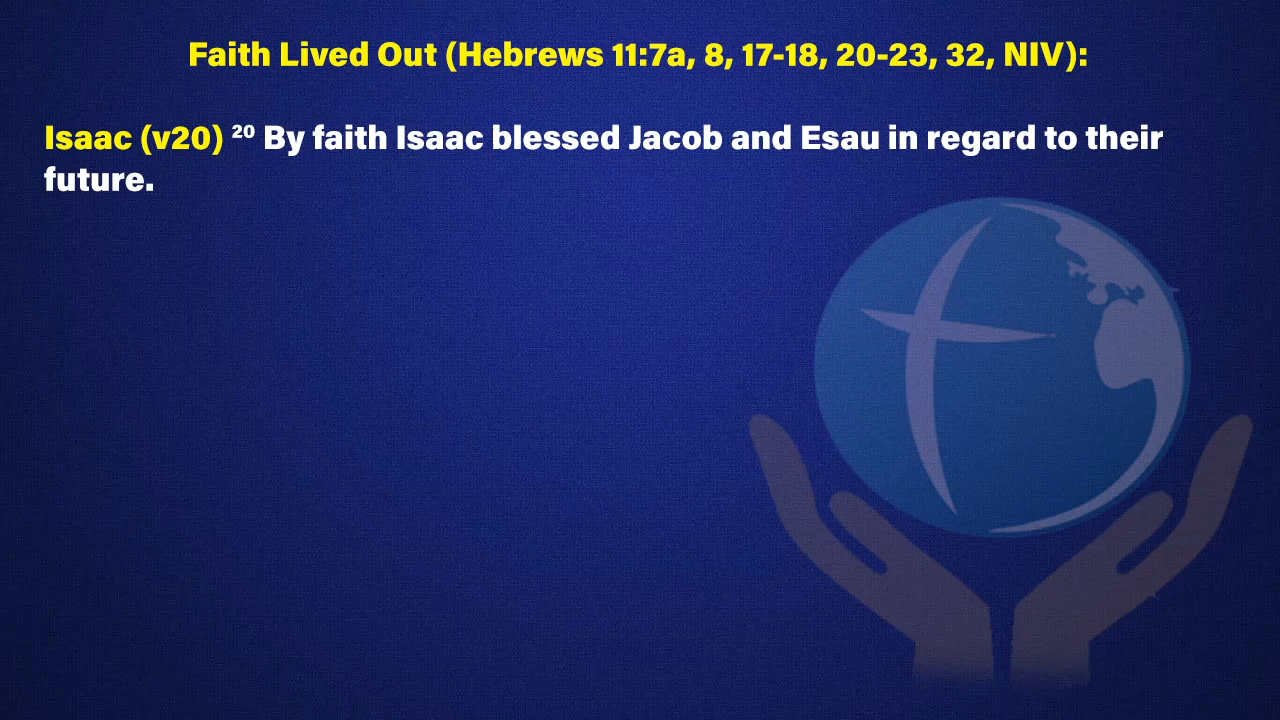 Faith Lived Out (Hebrews 11:7a, 8, 17-18, 20-23, 32, NIV):
Isaac (v20) 20 By faith Isaac blessed Jacob and Esau in regard to their
future.